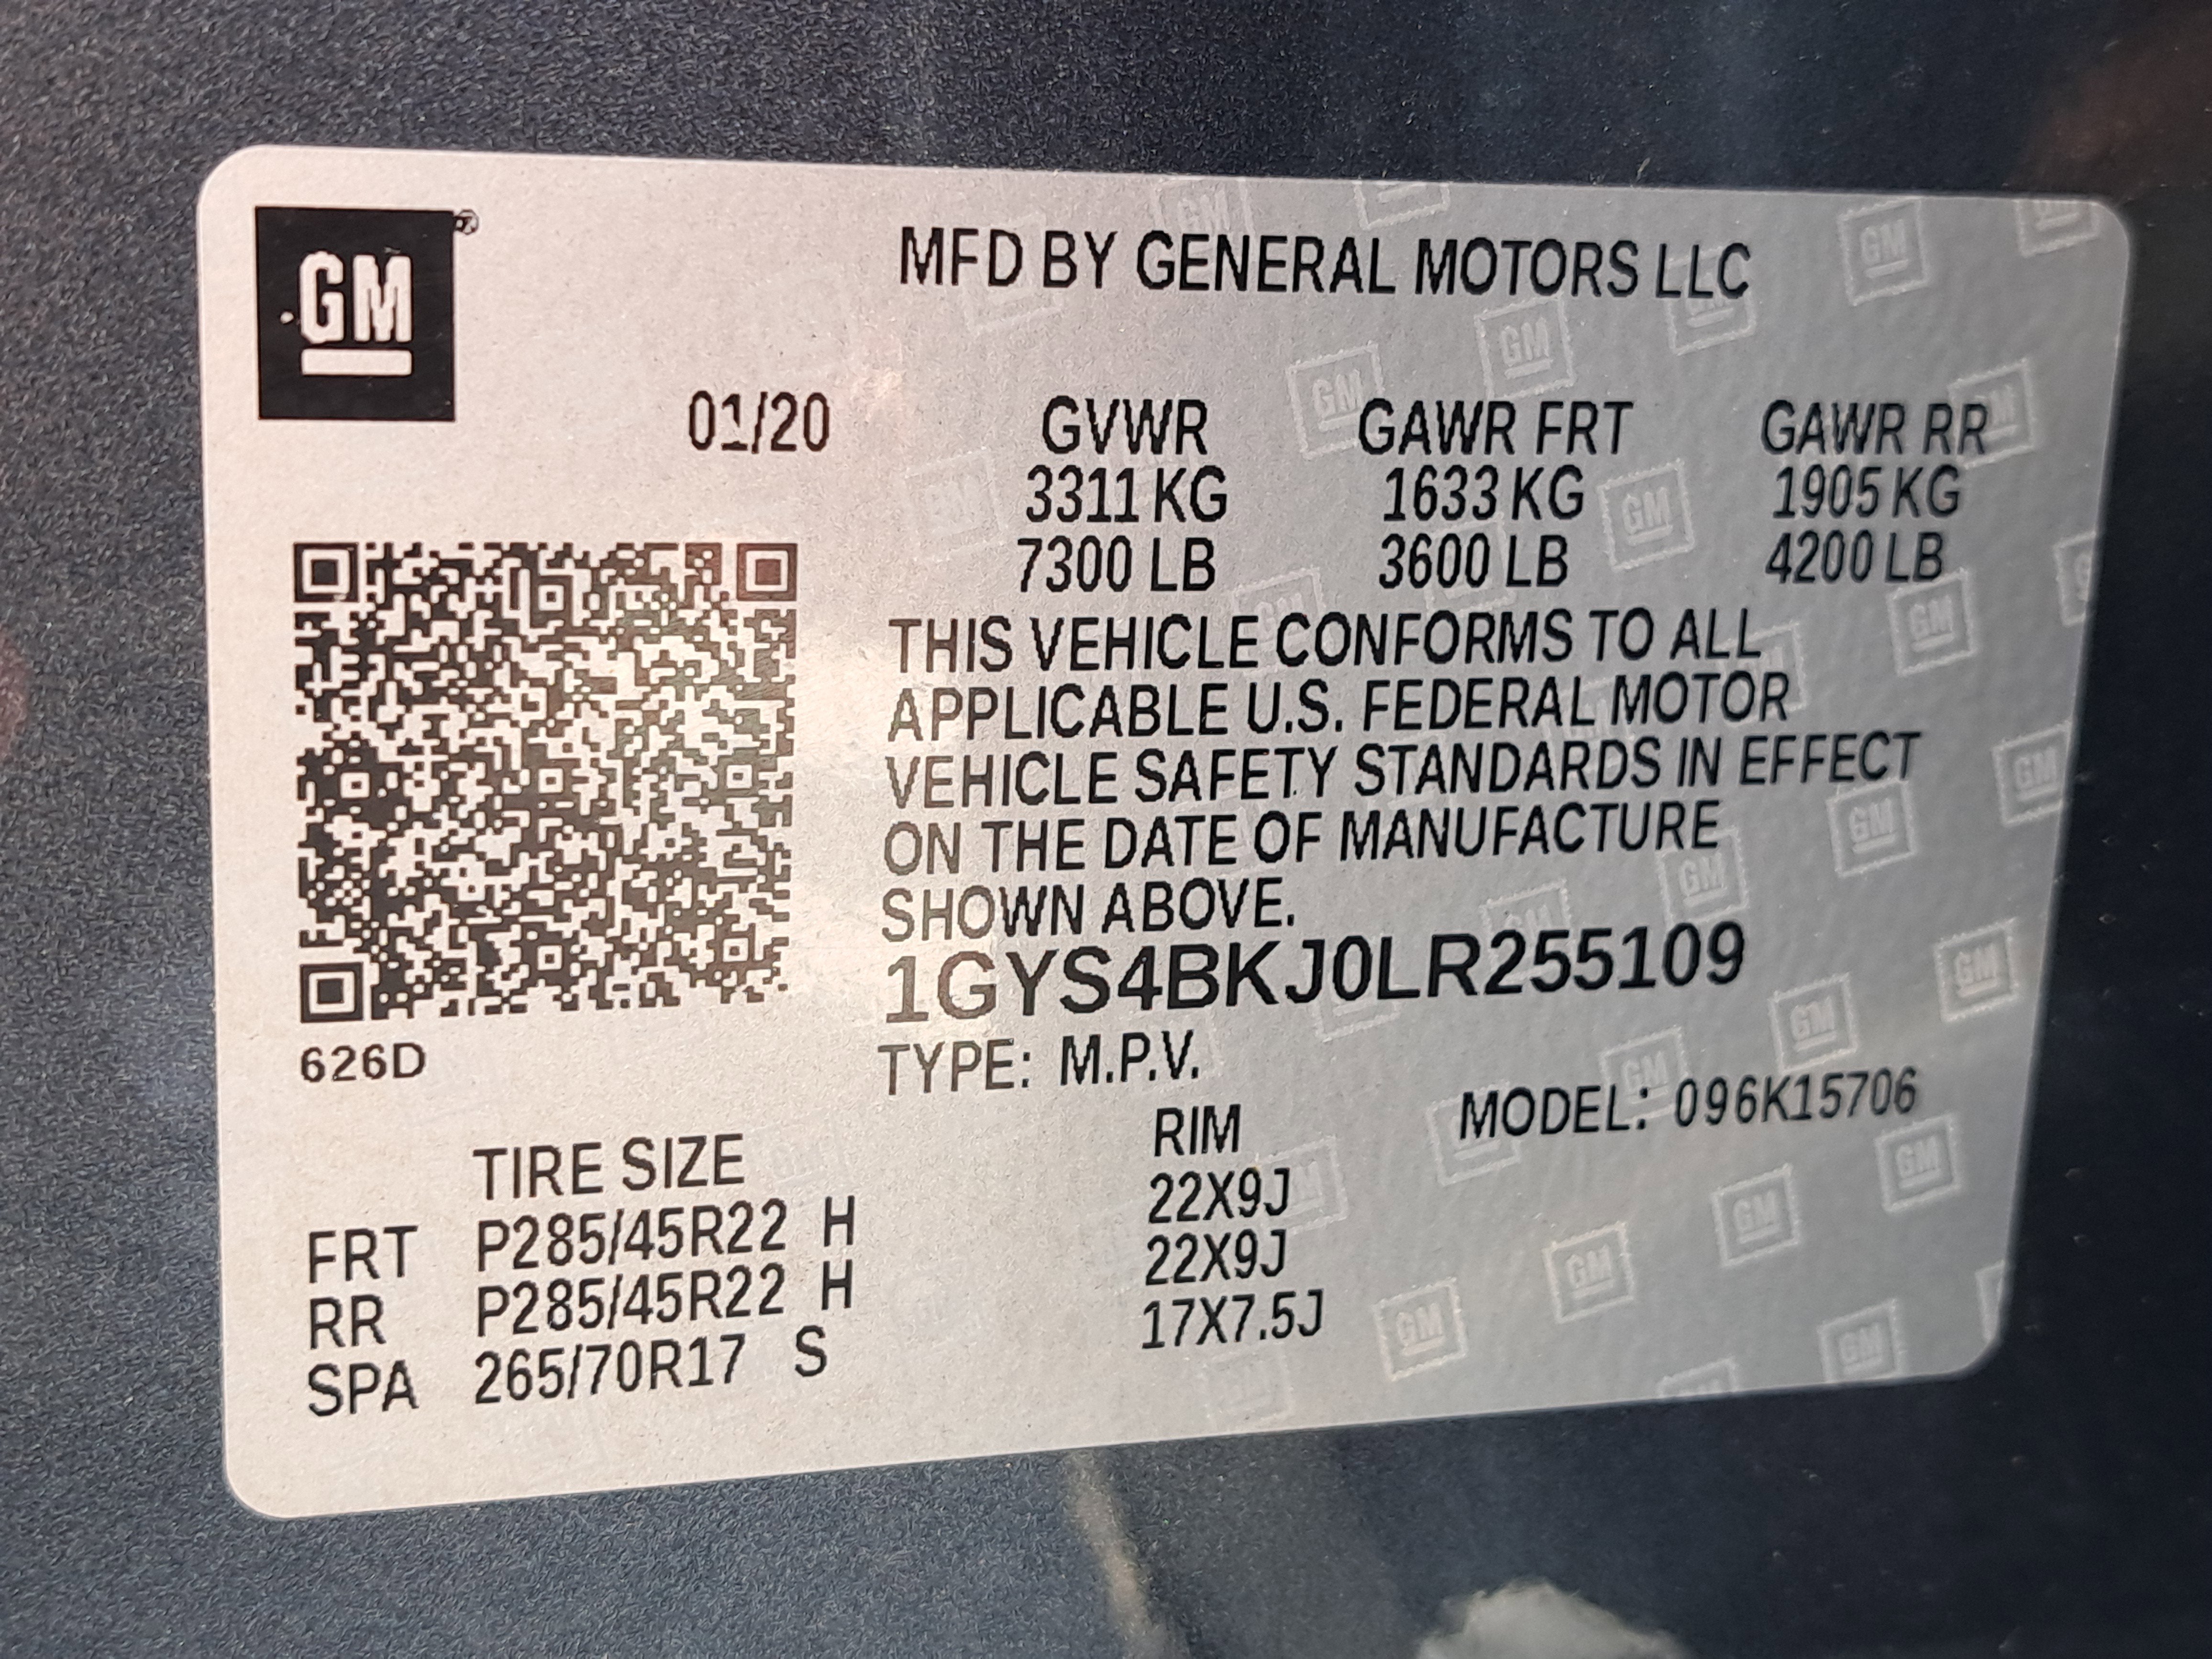 GM ®
MFD BY GENERAL MOTORS LLC
01/20 GVWR GAWR FRT GAWR RR
3311 KG 1633 KG 1905 KG
7300 LB 3600 LB 4200 LB
THIS VEHICLE CONFORMS TO ALL
APPLICABLE U.S. FEDERAL MOTOR
VEHICLE SAFETY STANDARDS IN EFFECT
ON THE DATE OF MANUFACTURE
SHOWN ABOVE.
1GYS4BKJ0LR255109
626D
TYPE: M.P.V.
MODEL: 096K15706
TIRE SIZE RIM
FRT P285/45R22 H 22X9J
RR P285/45R22 H 22X9J
SPA 265/70R17 S 17X7.5J